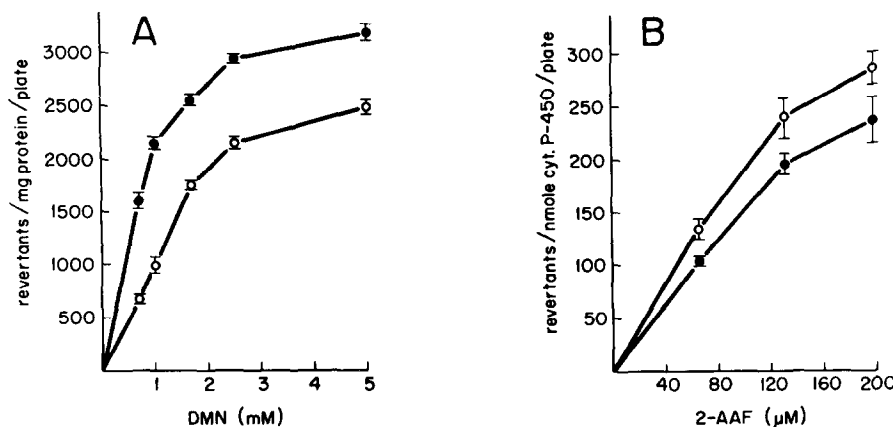 A
revertants / mg protein / plate
3000
2500
2000
1500
1000
500
1 2 3 4 5
DMN (mM)
B
revertants / nmole cyt. P-450 / plate
300
250
200
150
100
50
40 80 120 160 200
2-AAF (μM)